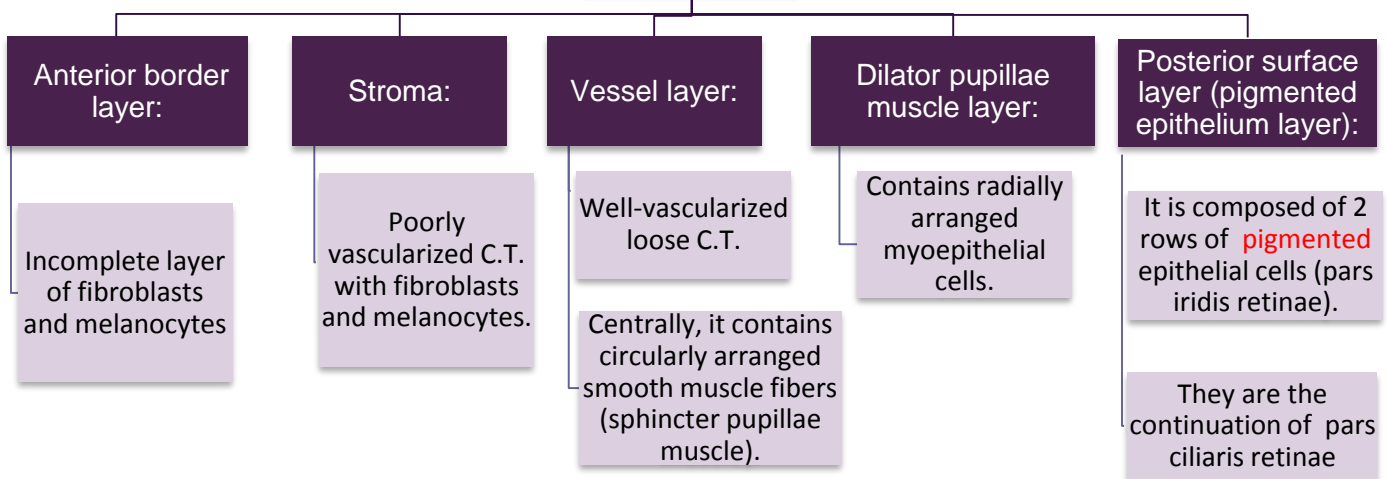 Anterior border
layer:
Incomplete layer
of fibroblasts
and melanocytes
Stroma:
Poorly
vascularized C.T.
with fibroblasts
and melanocytes.
Vessel layer:
Well-vascularized
loose C.T.
Centrally, it contains
circularly arranged
smooth muscle fibers
(sphincter pupillae
muscle).
Dilator pupillae
muscle layer:
Contains radially
arranged
myoepithelial
cells.
Posterior surface
layer (pigmented
epithelium layer):
It is composed of 2
rows of pigmented
epithelial cells (pars
iridis retinae).
They are the
continuation of pars
ciliaris retinae